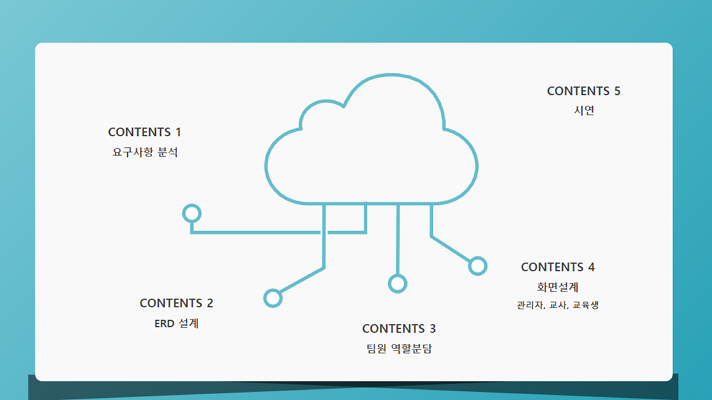 CONTENTS 1
요구사항 분석
CONTENTS 2
ERD 설계
CONTENTS 3
팀원 역할분담
CONTENTS 4
화면설계
관리자, 교사, 교육생
CONTENTS 5
시연